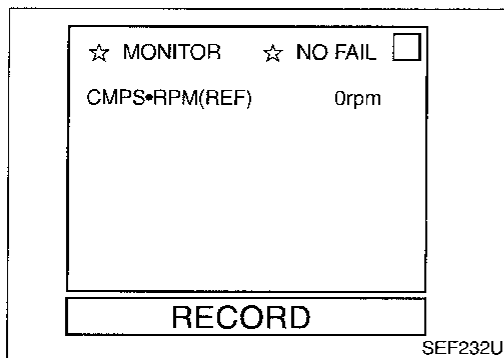 ☆ MONITOR ☆ NO FAIL
CMPS•RPM(REF) 0rpm
RECORD
SEF232U